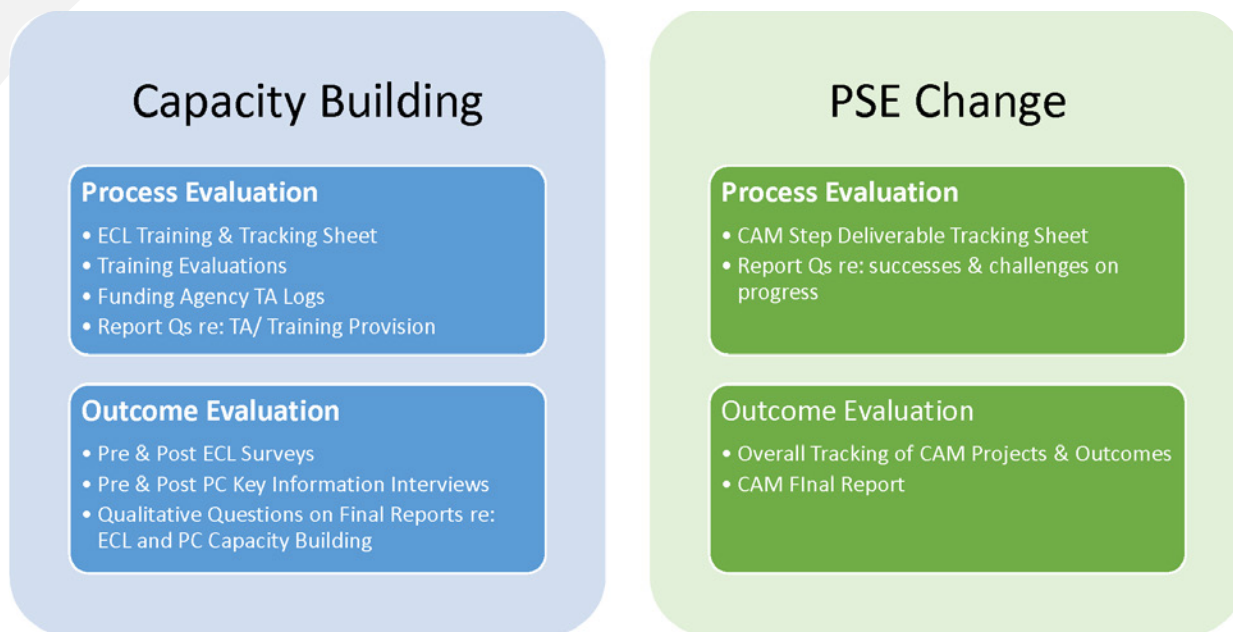 Capacity Building
Process Evaluation
• ECL Training & Tracking Sheet
• Training Evaluations
• Funding Agency TA Logs
• Report Qs re: TA/ Training Provision
Outcome Evaluation
• Pre & Post ECL Surveys
• Pre & Post PC Key Information Interviews
• Qualitative Questions on Final Reports re:
ECL and PC Capacity Building
PSE Change
Process Evaluation
• CAM Step Deliverable Tracking Sheet
• Report Qs re: successes & challenges on
progress
Outcome Evaluation
• Overall Tracking of CAM Projects & Outcomes
• CAM FInal Report